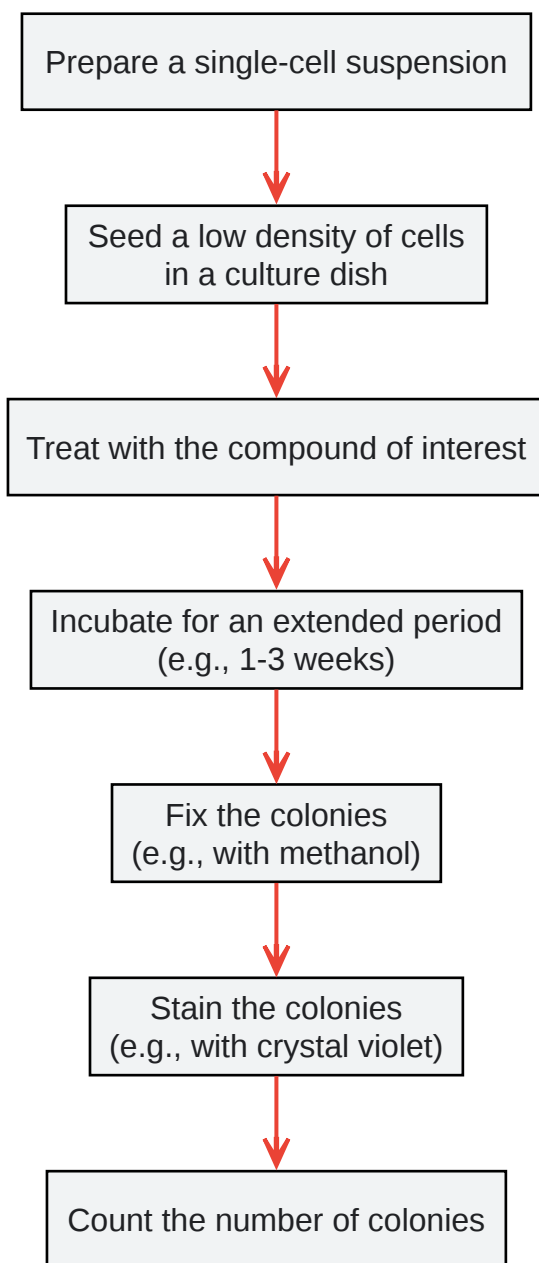 Prepare a single-cell suspension
Seed a low density of cells
in a culture dish
Treat with the compound of interest
Incubate for an extended period
(e.g., 1-3 weeks)
Fix the colonies
(e.g., with methanol)
Stain the colonies
(e.g., with crystal violet)
Count the number of colonies